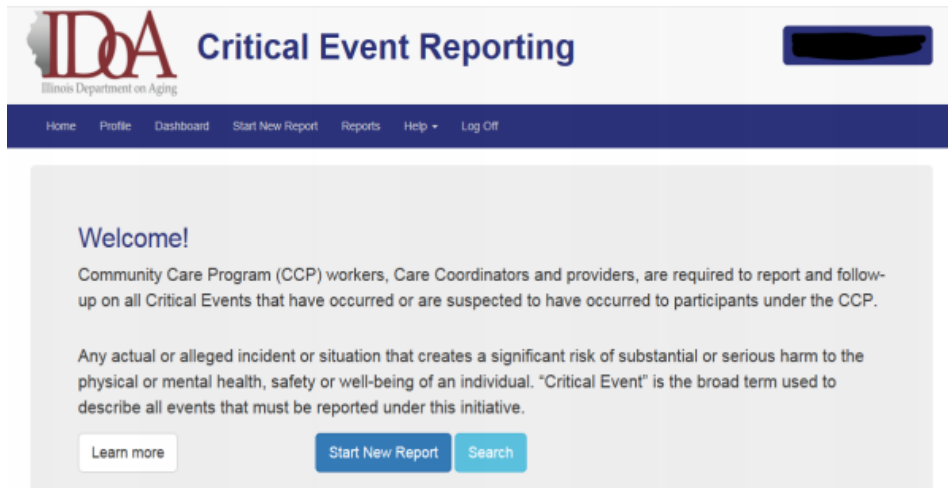 IDoA
Critical Event Reporting
Illinois Department on Aging
Home Profile Dashboard Start New Report Reports Help Log Off
Welcome!
Community Care Program (CCP) workers, Care Coordinators and providers, are required to report and follow-
up on all Critical Events that have occurred or are suspected to have occurred to participants under the CCP.
Any actual or alleged incident or situation that creates a significant risk of substantial or serious harm to the
physical or mental health, safety or well-being of an individual. “Critical Event” is the broad term used to
describe all events that must be reported under this initiative.
Learn more Start New Report Search